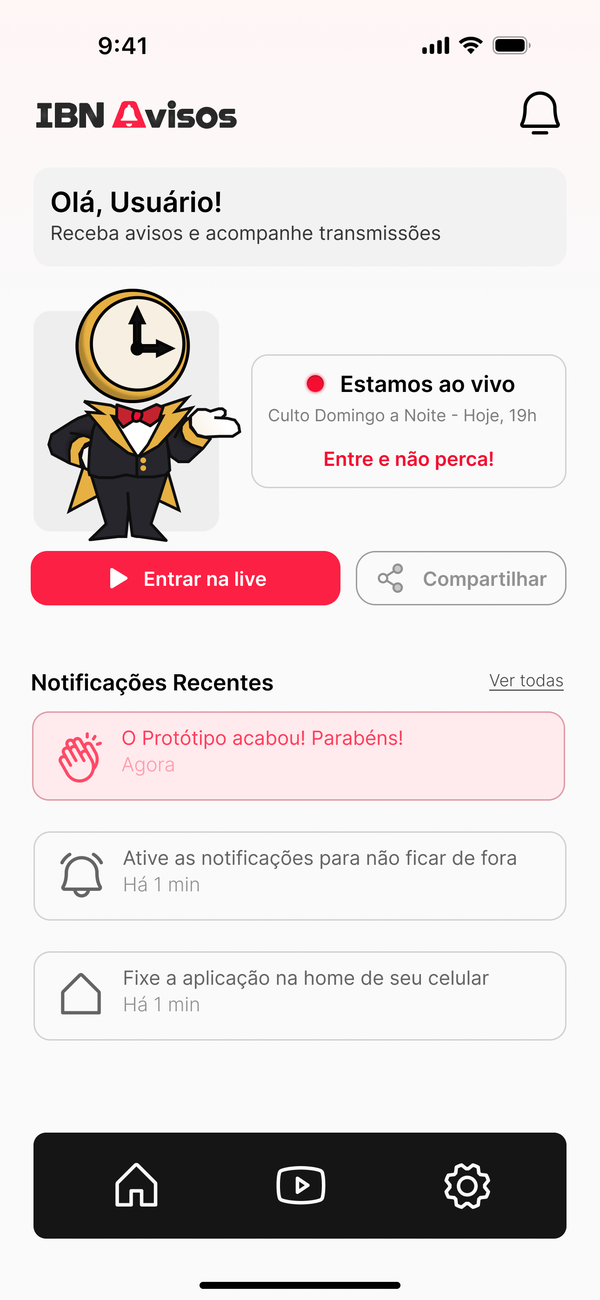 9:41
IBN Avisos
Olá, Usuário!
Receba avisos e acompanhe transmissões
Estamos ao vivo
Culto Domingo a Noite - Hoje, 19h
Entre e não perca!
Entrar na live
Compartilhar
Notificações Recentes
Ver todas
O Protótipo acabou! Parabéns!
Agora
Ative as notificações para não ficar de fora
Há 1 min
Fixe a aplicação na home de seu celular
Há 1 min